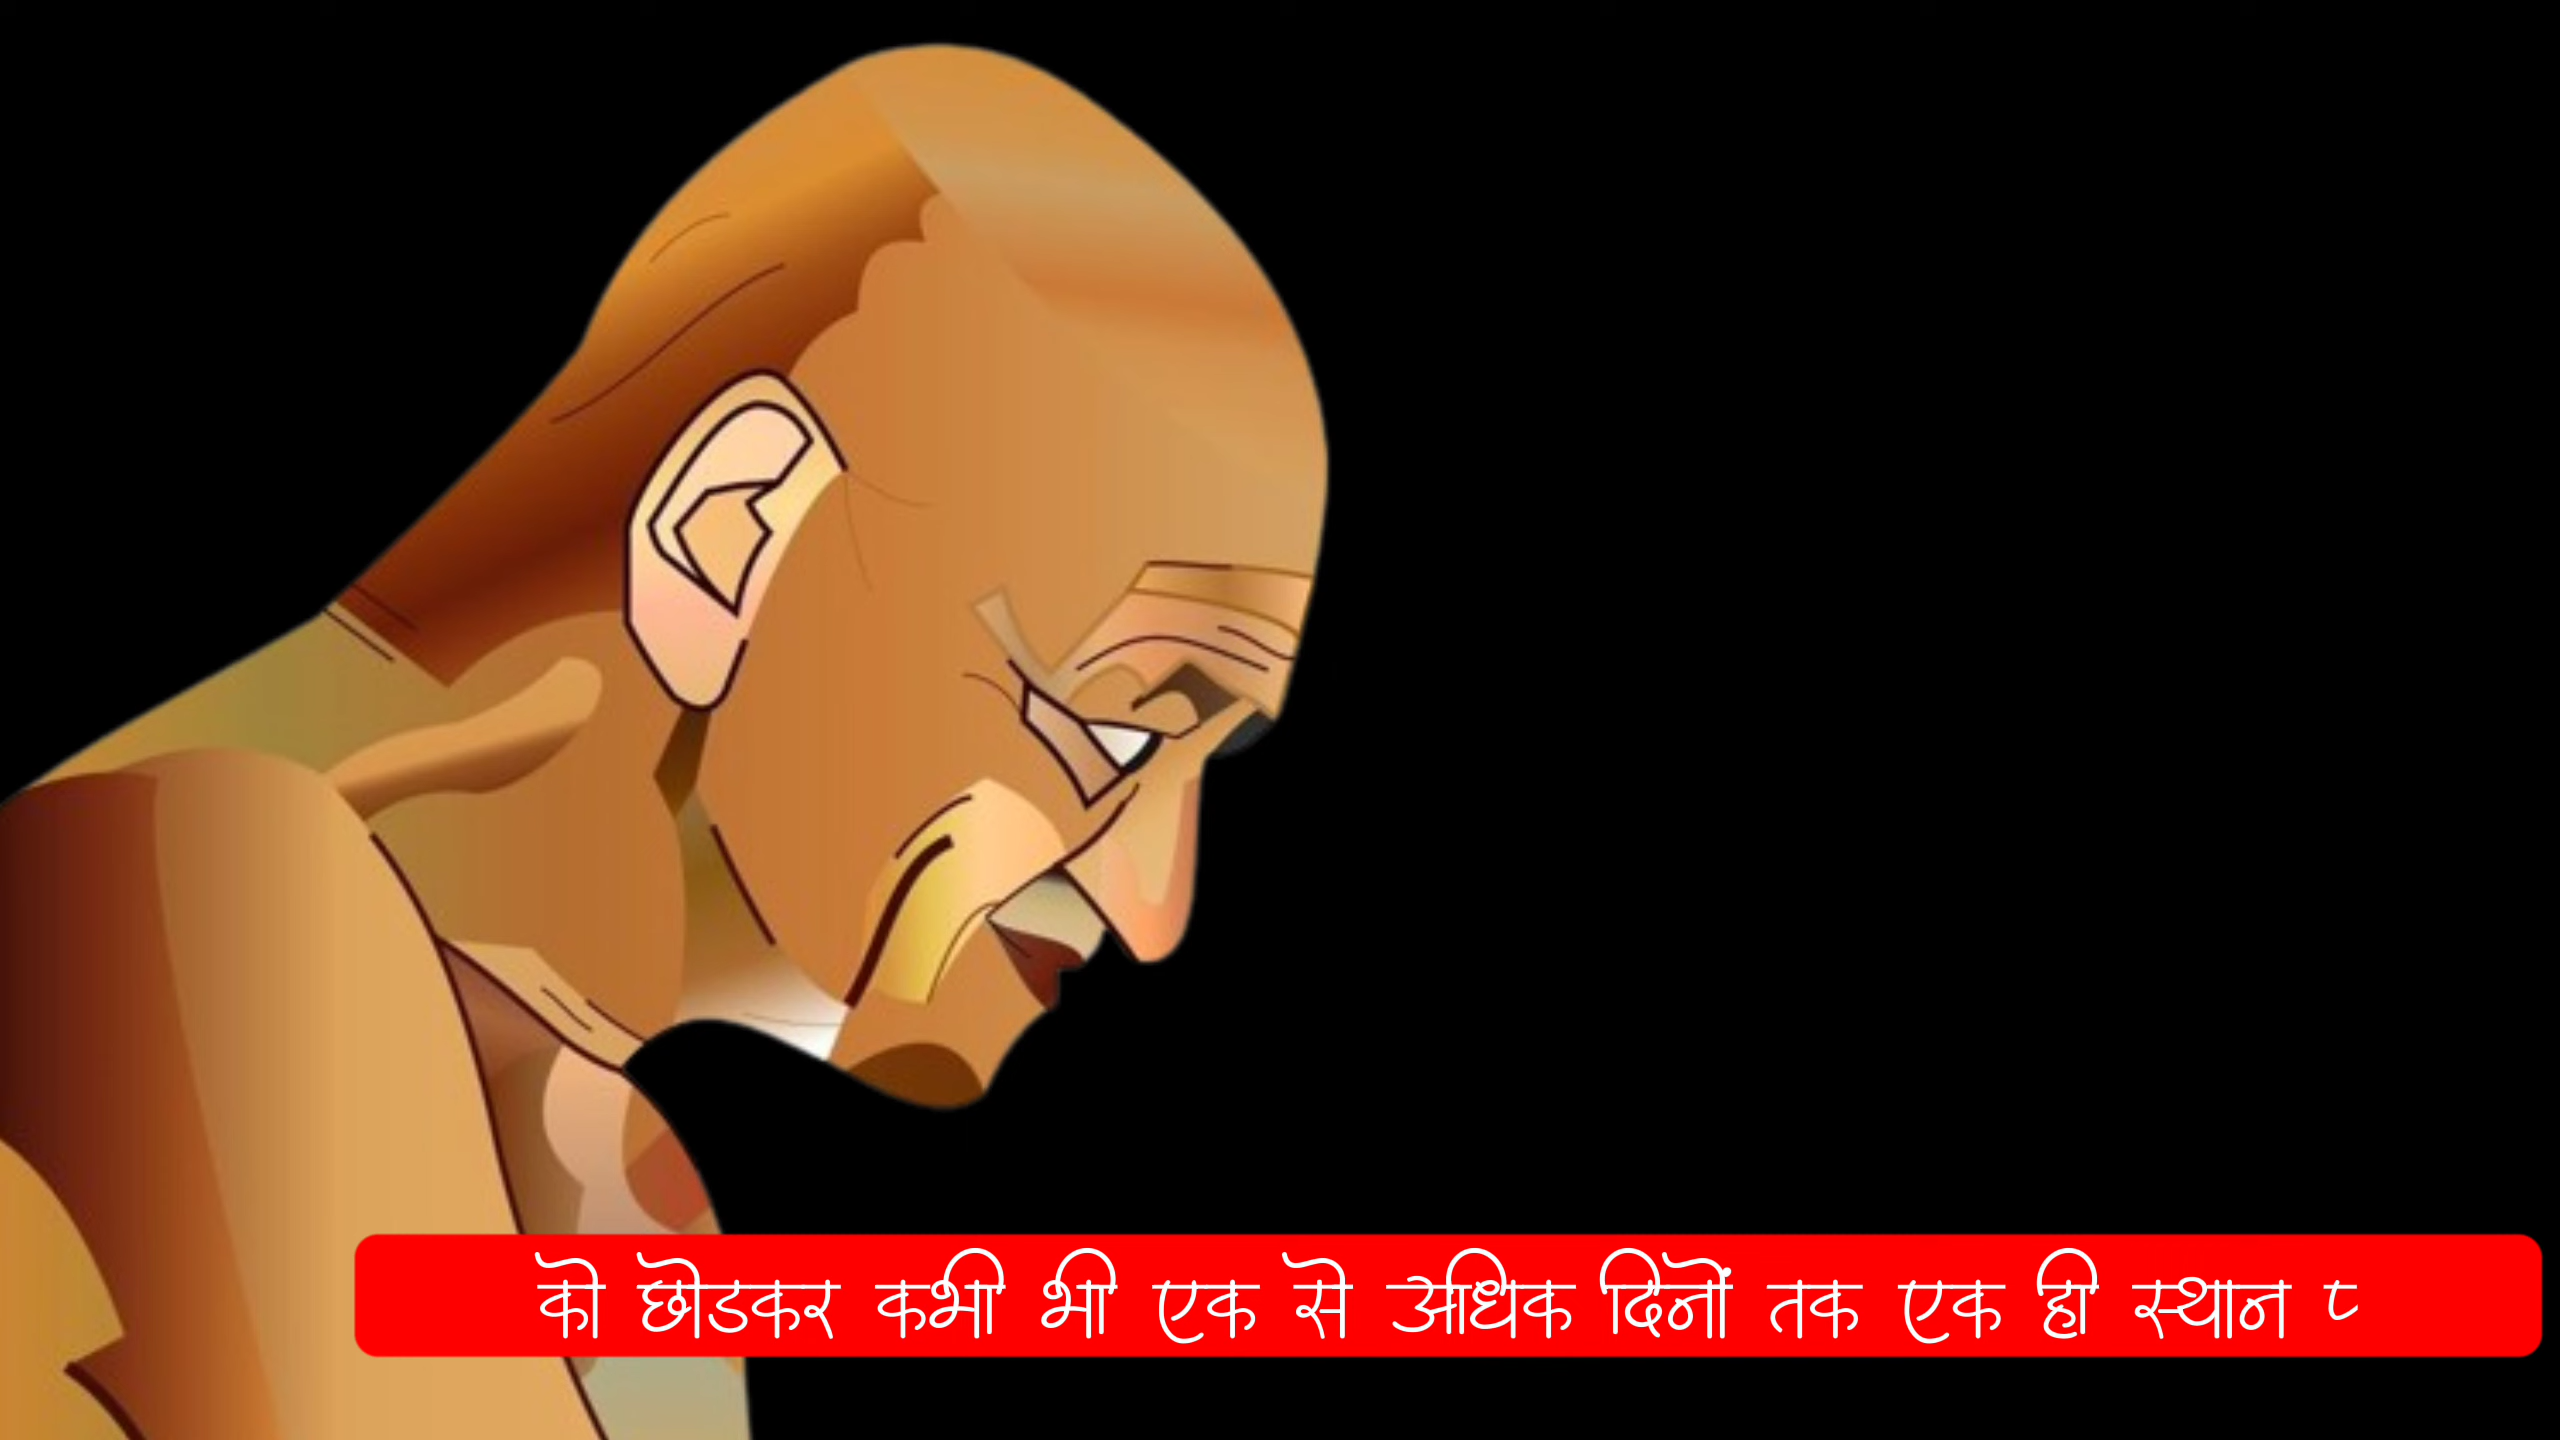 को छोडकर कभी भी एक से अधिक दिनों तक एक ही स्थान